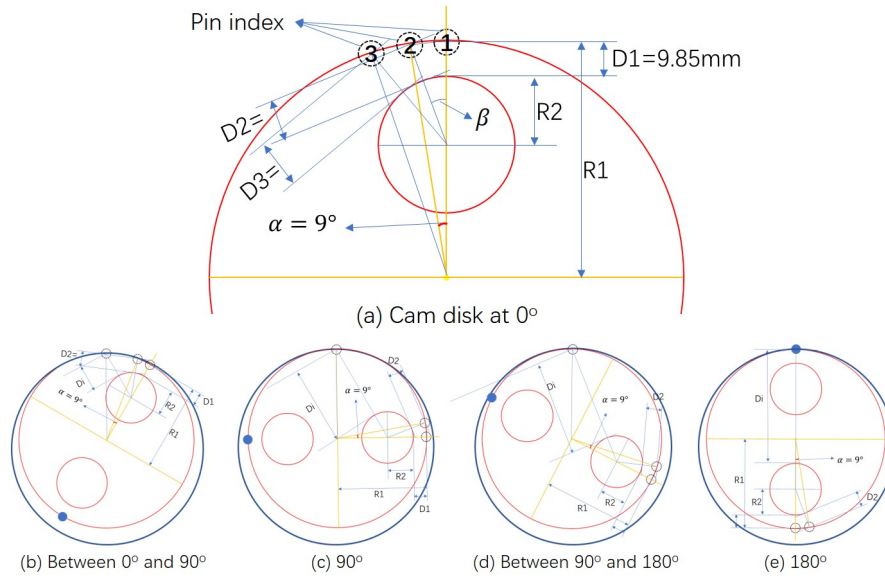 Pin index
3 2 1
D1=9.85mm
D2=
D3=
β
R2
R1
α = 9°
(a) Cam disk at 0°
D2=
Di
α = 9°
R2
D1
R1
(b) Between 0° and 90°
D2
Di
α = 9°
R2
R1
D1
(c) 90°
Di
α = 9°
D2
R1
R2
(d) Between 90° and 180°
Di
R1
α = 9°
R2
D2
(e) 180°